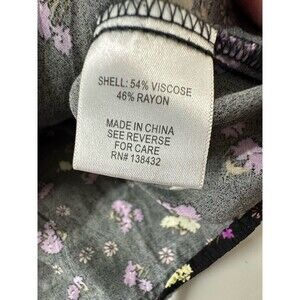 SHELL: 54% VISCOSE
46% RAYON
MADE IN CHINA
SEE REVERSE
FOR CARE
RN# 138432